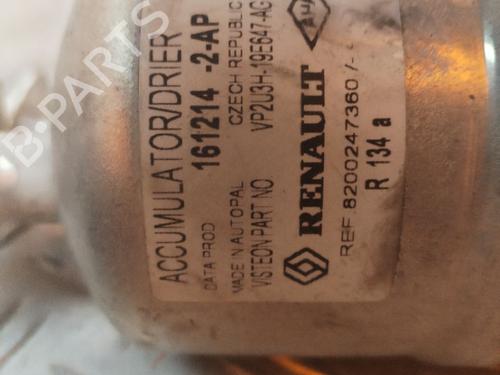 ACCUMULATOR/DRIER
DATA PROD 161214 -2-AP
MADE IN AUTOPAL CZECH REPUBLIC
VISTEON PART NO VP2U3H-19E647-AG
RENAULT
REF.8200247360/-
R 134 a
B-PARTS